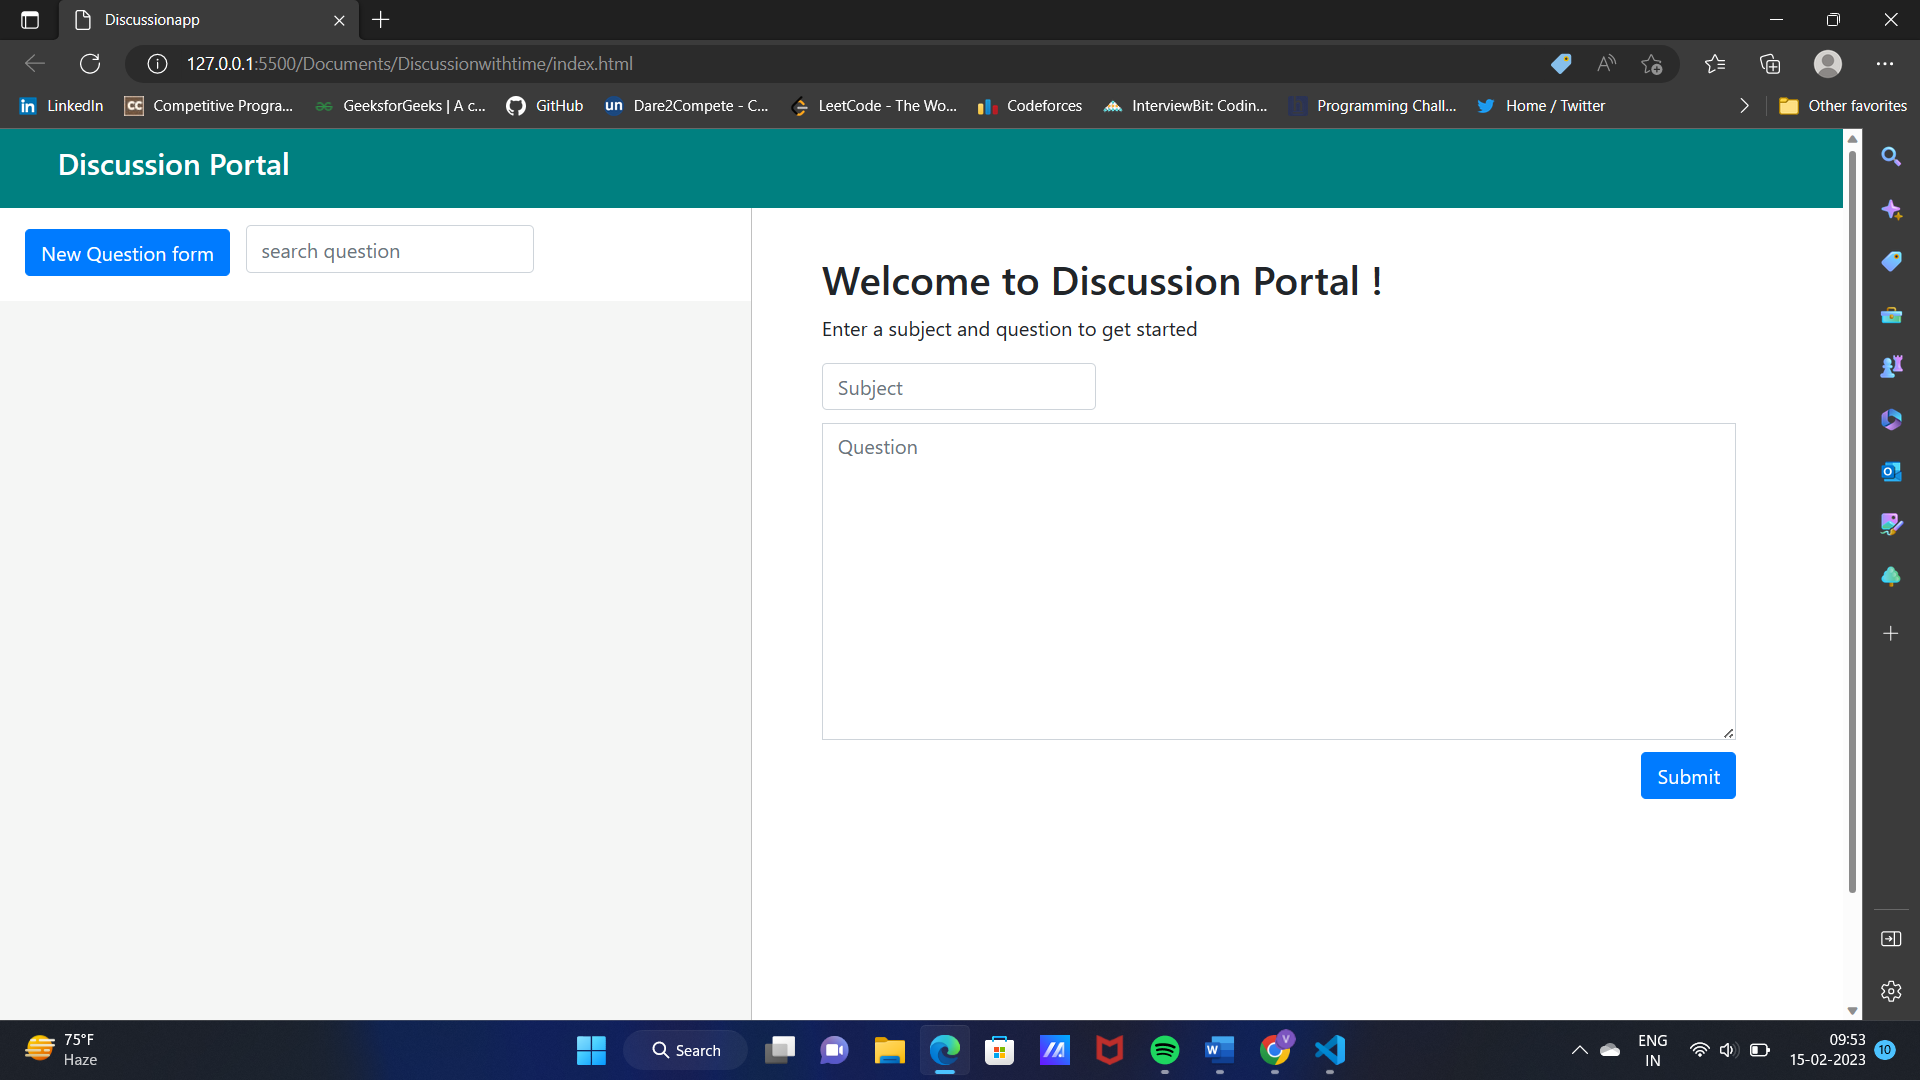 Discussionapp
127.0.0.1:5500/Documents/Discussionwithtime/index.html
LinkedIn
Competitive Progra...
GeeksforGeeks | A c...
GitHub
Dare2Compete - C...
LeetCode - The Wo...
Codeforces
InterviewBit: Codin...
Programming Chall...
Home / Twitter
Other favorites
Discussion Portal
New Question form
search question
Welcome to Discussion Portal !
Enter a subject and question to get started
Subject
Question
Submit
75°F
Haze
Search
ENG
IN
09:53
15-02-2023
10